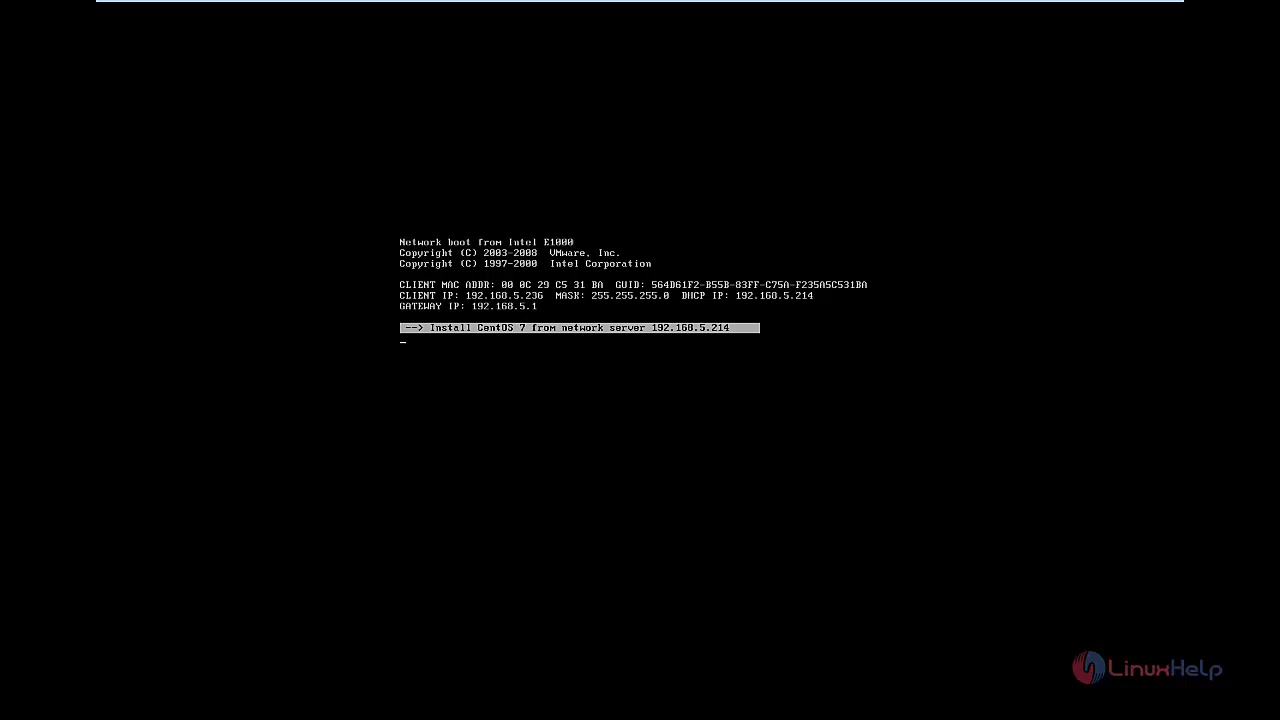 Network boot from Intel E1000
Copyright (C) 2003-2008  VMware, Inc.
Copyright (C) 1997-2000  Intel Corporation
CLIENT MAC ADDR: 00 0C 29 C5 31 BA  GUID: 564D61F2-B55B-83FF-C75A-F235A5C531BA
CLIENT IP: 192.168.5.236  MASK: 255.255.255.0  DHCP IP: 192.168.5.214
GATEWAY IP: 192.168.5.1
--> Install CentOS 7 from network server 192.168.5.214
LinuxHelp